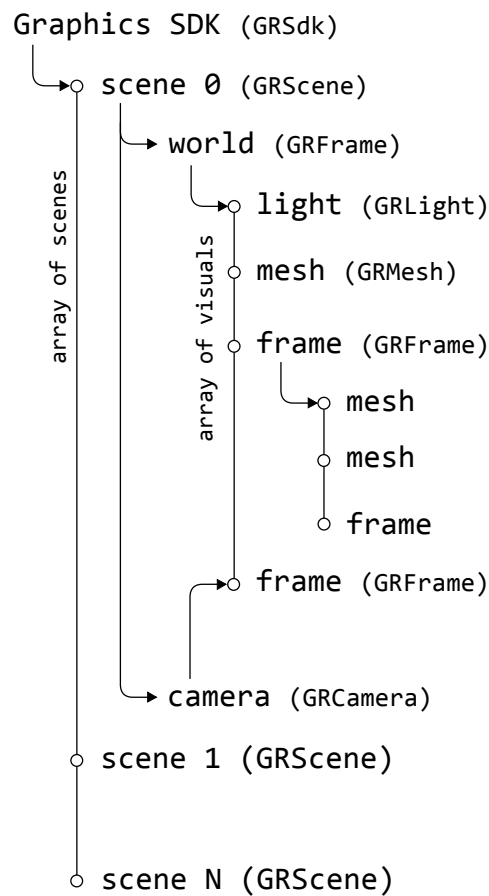 Graphics SDK (GRSdk)
scene 0 (GRScene)
world (GRFrame)
array of scenes
array of visuals
light (GRLight)
mesh (GRMesh)
frame (GRFrame)
mesh
mesh
frame
frame (GRFrame)
camera (GRCamera)
scene 1 (GRScene)
scene N (GRScene)